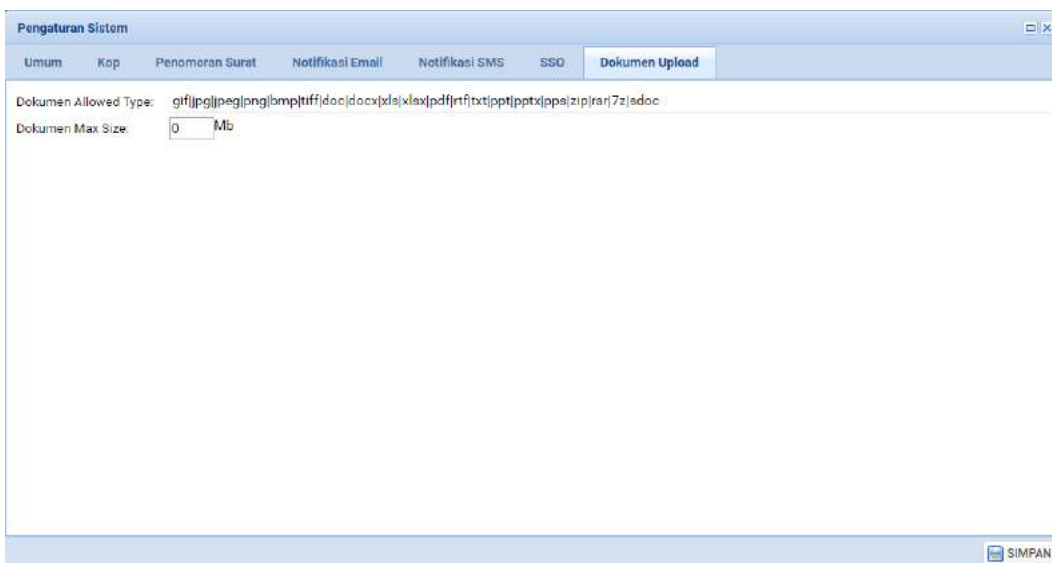 Pengaturan Sistem
Umum Kop Penomoran Surat Notifikasi Email Notifikasi SMS SSO Dokumen Upload
Dokumen Allowed Type: gif|jpg|jpeg|png|bmp|tiff|doc|docx|xls|xlsx|pdf|rtf|txt|ppt|pptx|pps|zip|rar|7z|sdoc
Dokumen Max Size: 0 Mb
SIMPAN